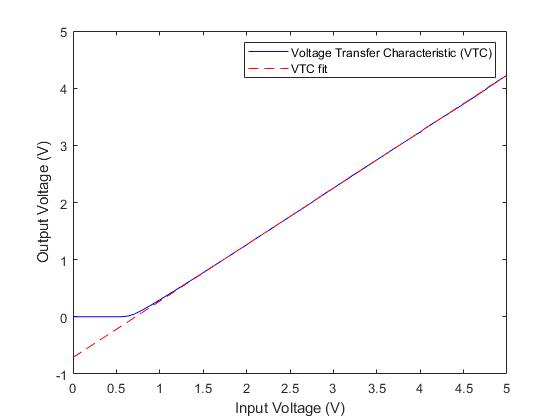 Voltage Transfer Characteristic (VTC)
VTC fit
5
4
3
2
1
0
-1
Output Voltage (V)
0 0.5 1 1.5 2 2.5 3 3.5 4 4.5 5
Input Voltage (V)